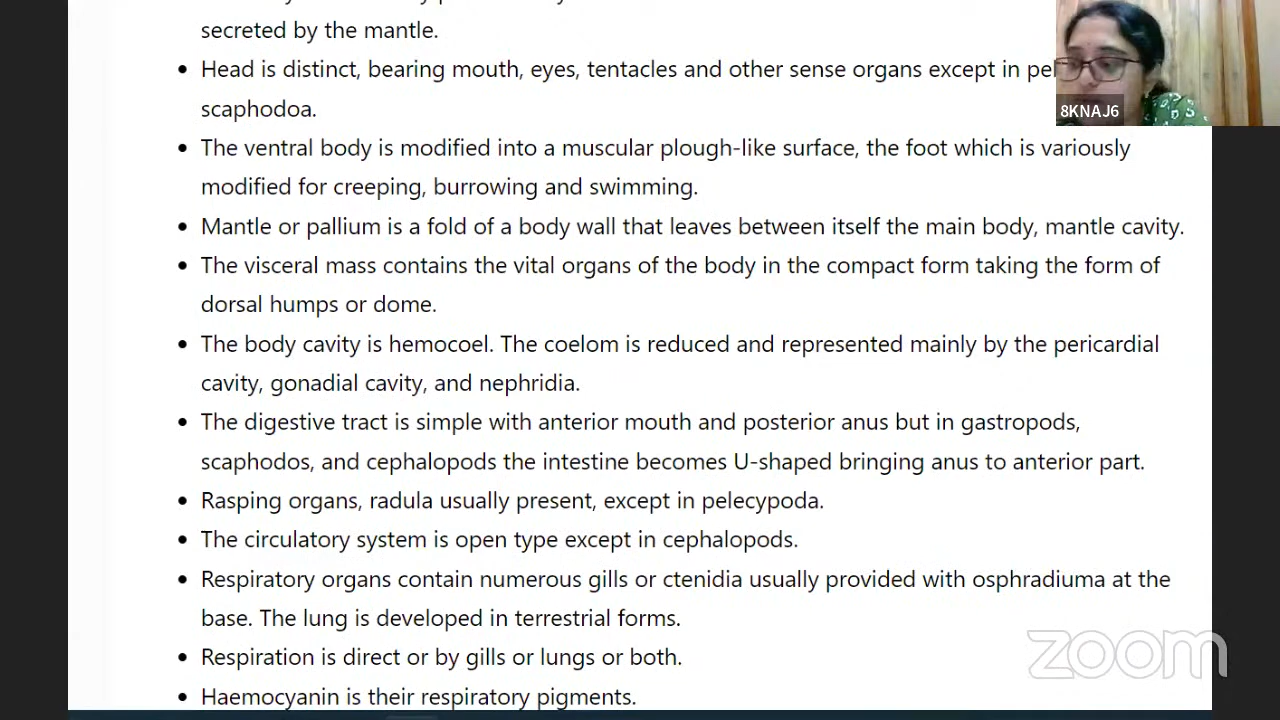 secreted by the mantle.
• Head is distinct, bearing mouth, eyes, tentacles and other sense organs except in
scaphodoa.
• The ventral body is modified into a muscular plough-like surface, the foot which is variously
modified for creeping, burrowing and swimming.
• Mantle or pallium is a fold of a body wall that leaves between itself the main body, mantle cavity.
• The visceral mass contains the vital organs of the body in the compact form taking the form of
dorsal humps or dome.
• The body cavity is hemocoel. The coelom is reduced and represented mainly by the pericardial
cavity, gonadial cavity, and nephridia.
• The digestive tract is simple with anterior mouth and posterior anus but in gastropods,
scaphodos, and cephalopods the intestine becomes U-shaped bringing anus to anterior part.
• Rasping organs, radula usually present, except in pelecypoda.
• The circulatory system is open type except in cephalopods.
• Respiratory organs contain numerous gills or ctenidia usually provided with osphradiuma at the
base. The lung is developed in terrestrial forms.
• Respiration is direct or by gills or lungs or both.
• Haemocyanin is their respiratory pigments.
8KNAJ6
zoom